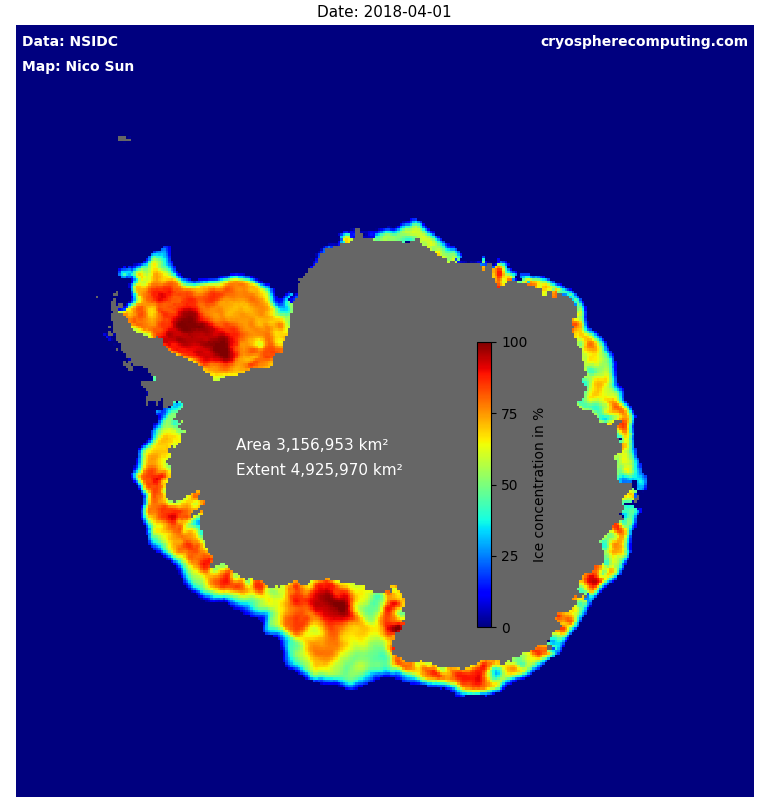 Date: 2018-04-01
Data: NSIDC
cryospherecomputing.com
Map: Nico Sun
Area 3,156,953 km²
Extent 4,925,970 km²
100
75
50
25
0
Ice concentration in %